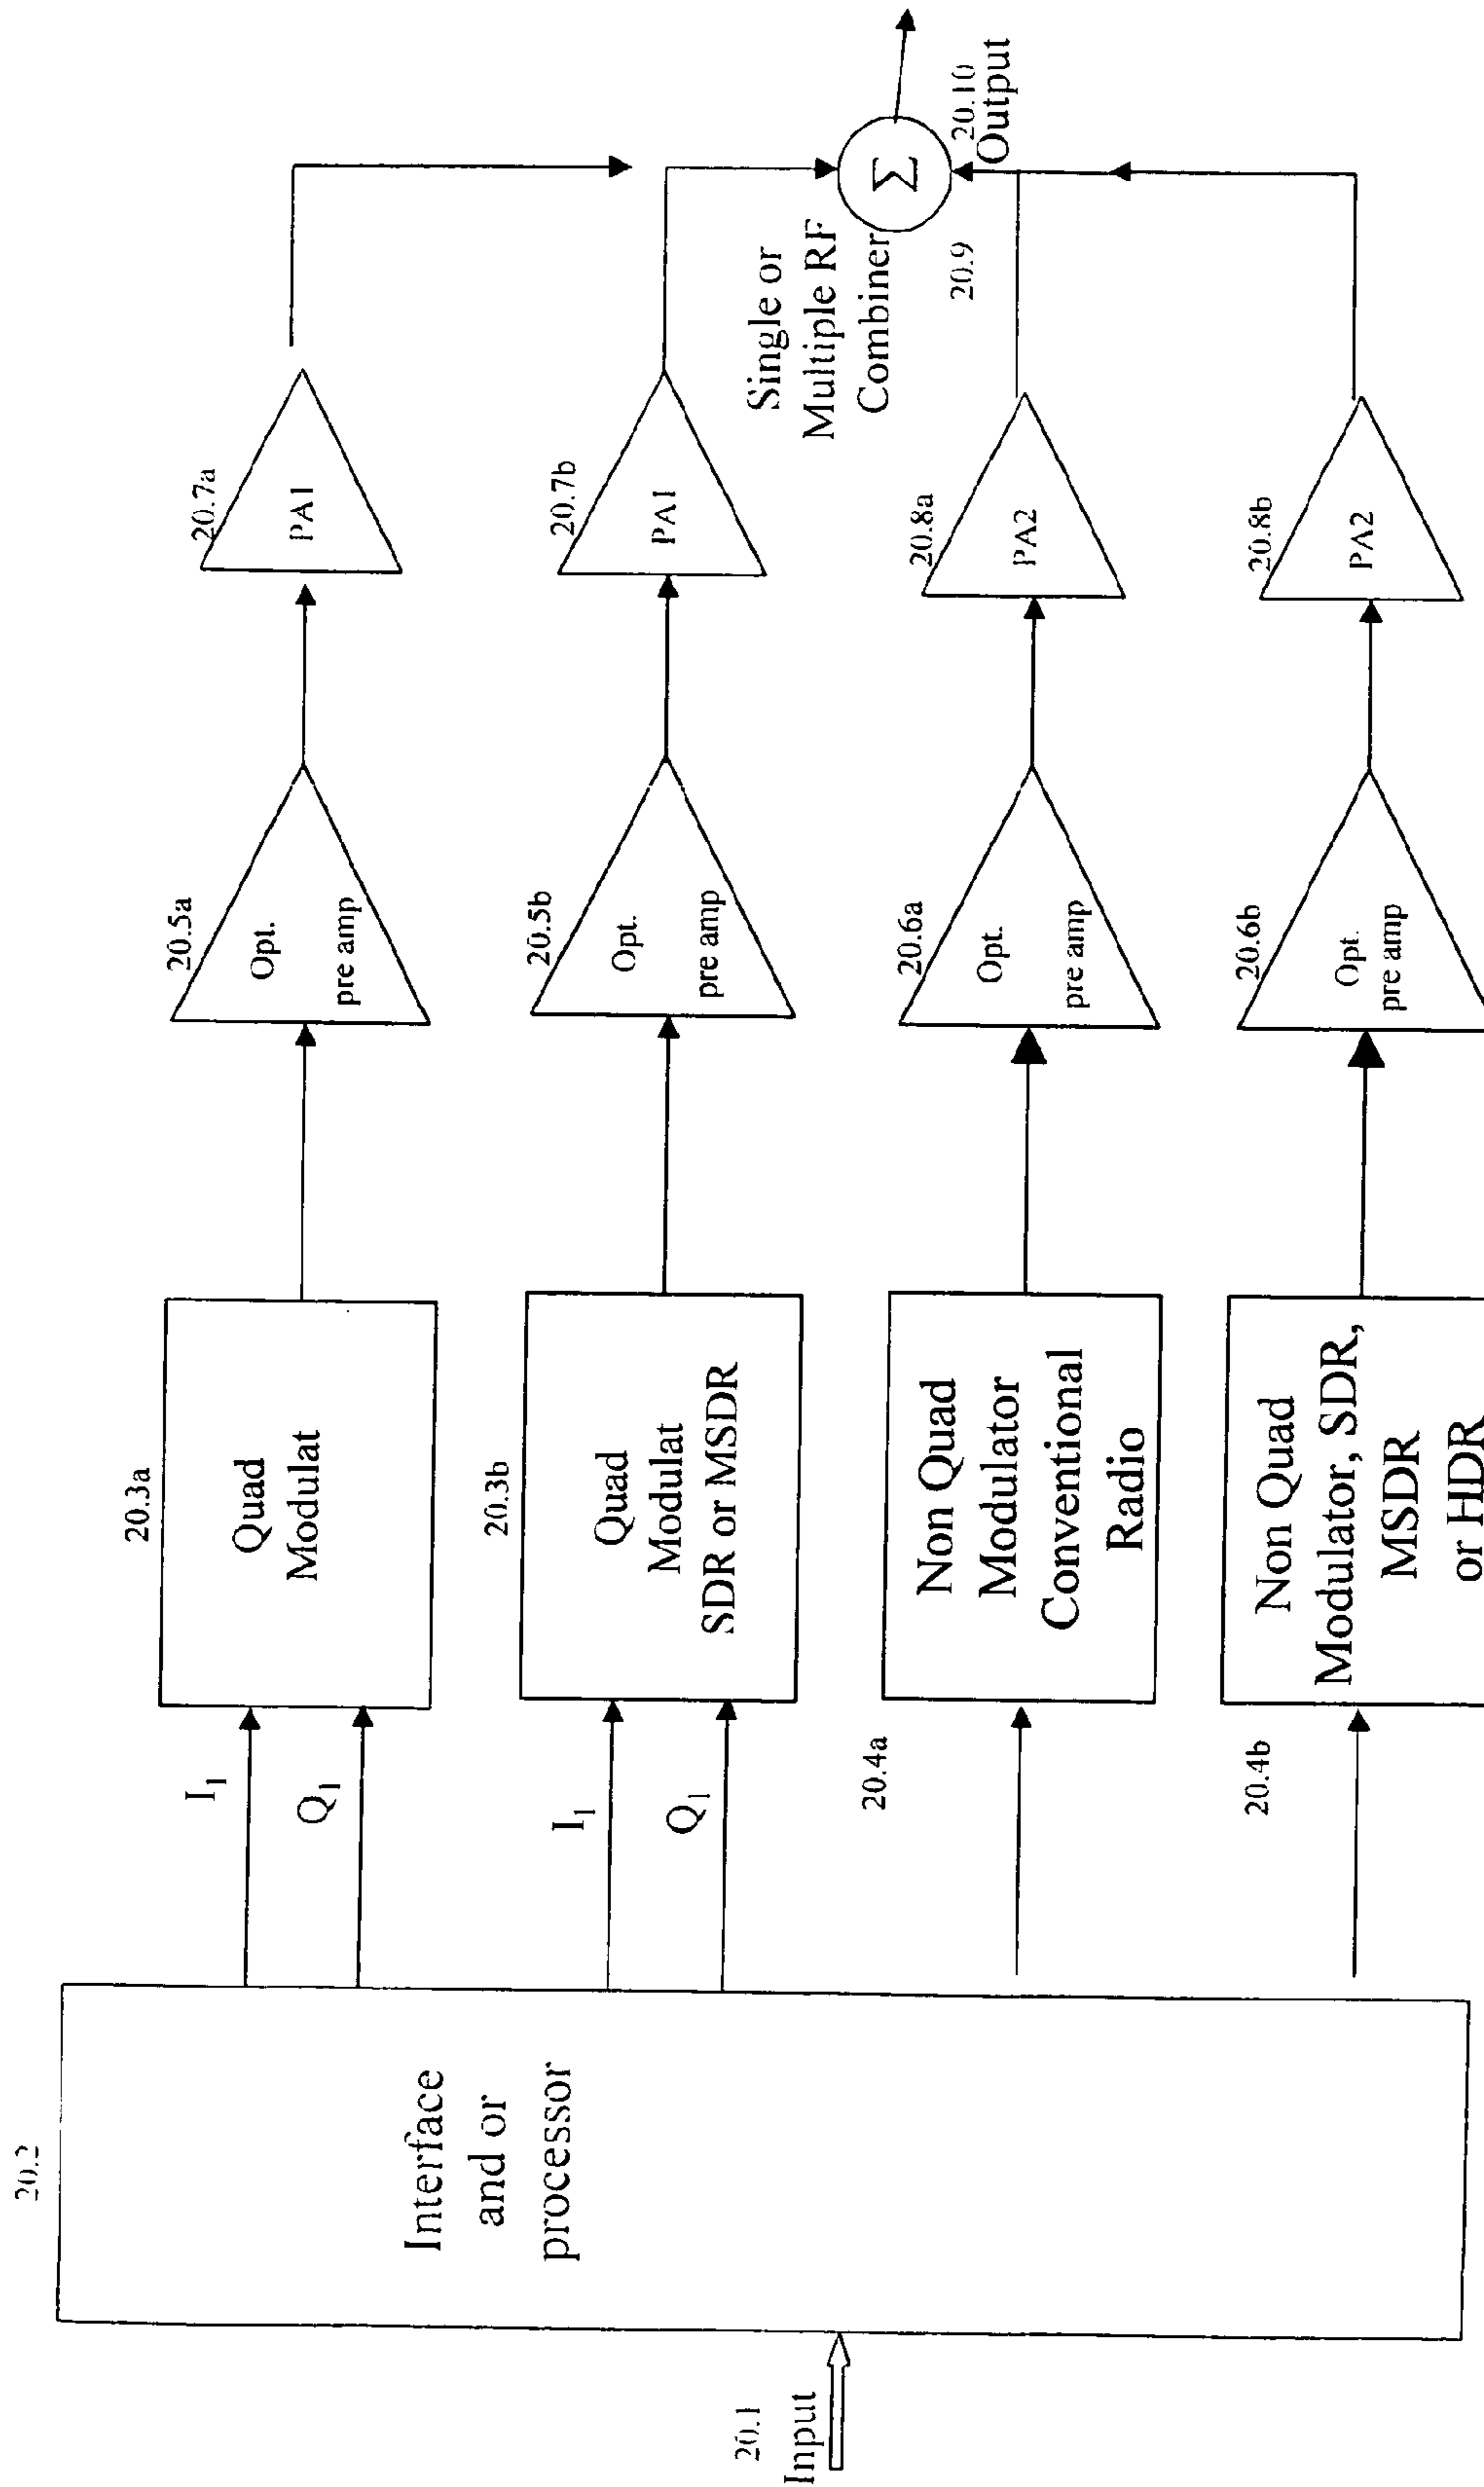 20.1
Input
20.2
Interface
and or
processor
I1
Q1
20.3a
Quad
Modulat
20.5a
Opt.
pre amp
20.7a
PA1
I1
Q1
20.3b
Quad
Modulat
SDR or MSDR
20.5b
Opt.
pre amp
20.7b
PA1
20.4a
Non Quad
Modulator
Conventional
Radio
20.6a
Opt.
pre amp
20.8a
PA2
20.4b
Non Quad
Modulator, SDR,
MSDR
or HDR
20.6b
Opt.
pre amp
20.8b
PA2
Single or
Multiple RF
Combiner
20.9
Σ
20.10
Output